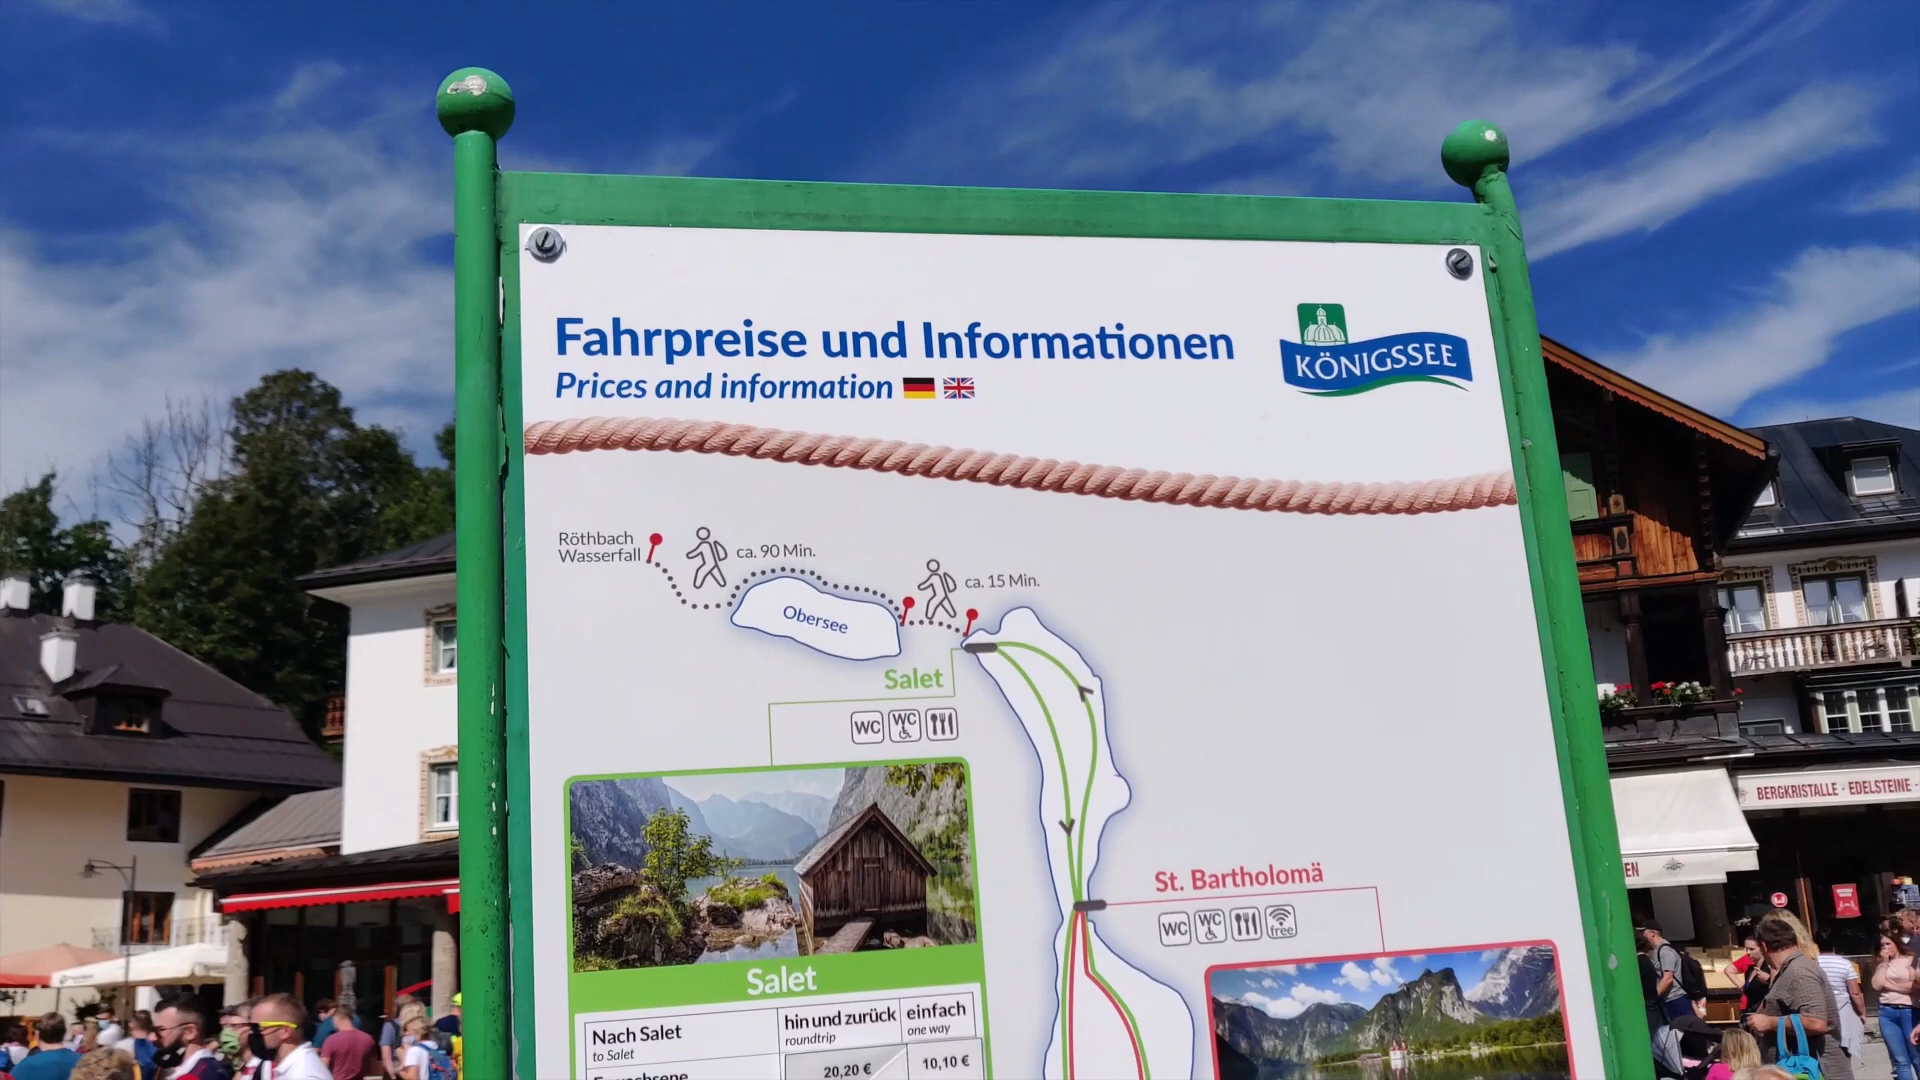 Fahrpreise und Informationen
Prices and information
KÖNIGSSEE
Röthbach
Wasserfall
ca. 90 Min.
ca. 15 Min.
Obersee
Salet
WC
WC
St. Bartholomä
WC
WC
free
Salet
Nach Salet
to Salet
hin und zurück
roundtrip
einfach
one way
Erwachsene
20,20 €
10,10 €
BERGKRISTALLE · EDELSTEINE ·
EN